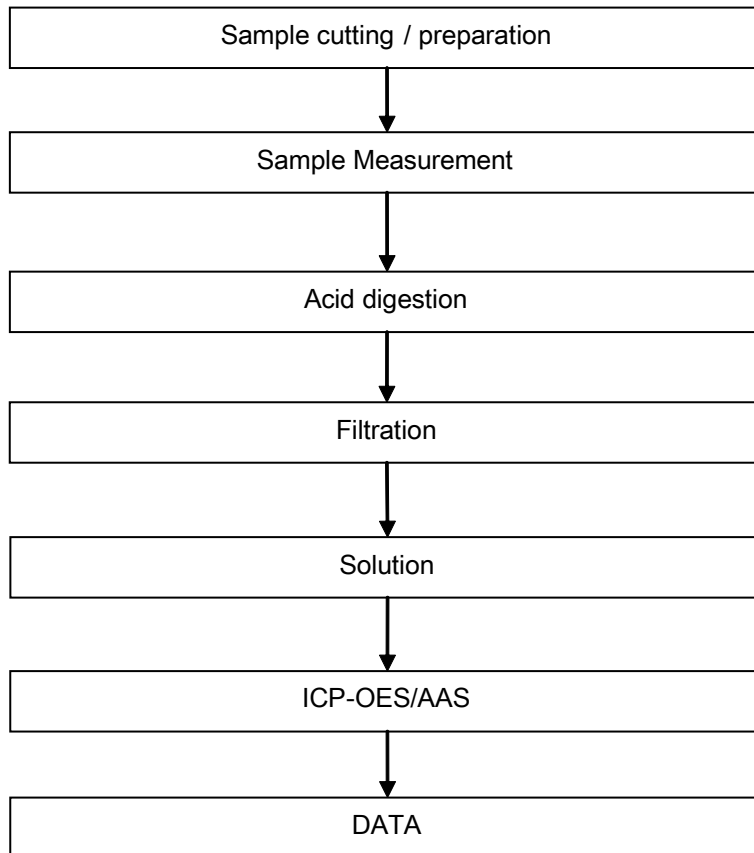 Sample cutting / preparation
Sample Measurement
Acid digestion
Filtration
Solution
ICP-OES/AAS
DATA